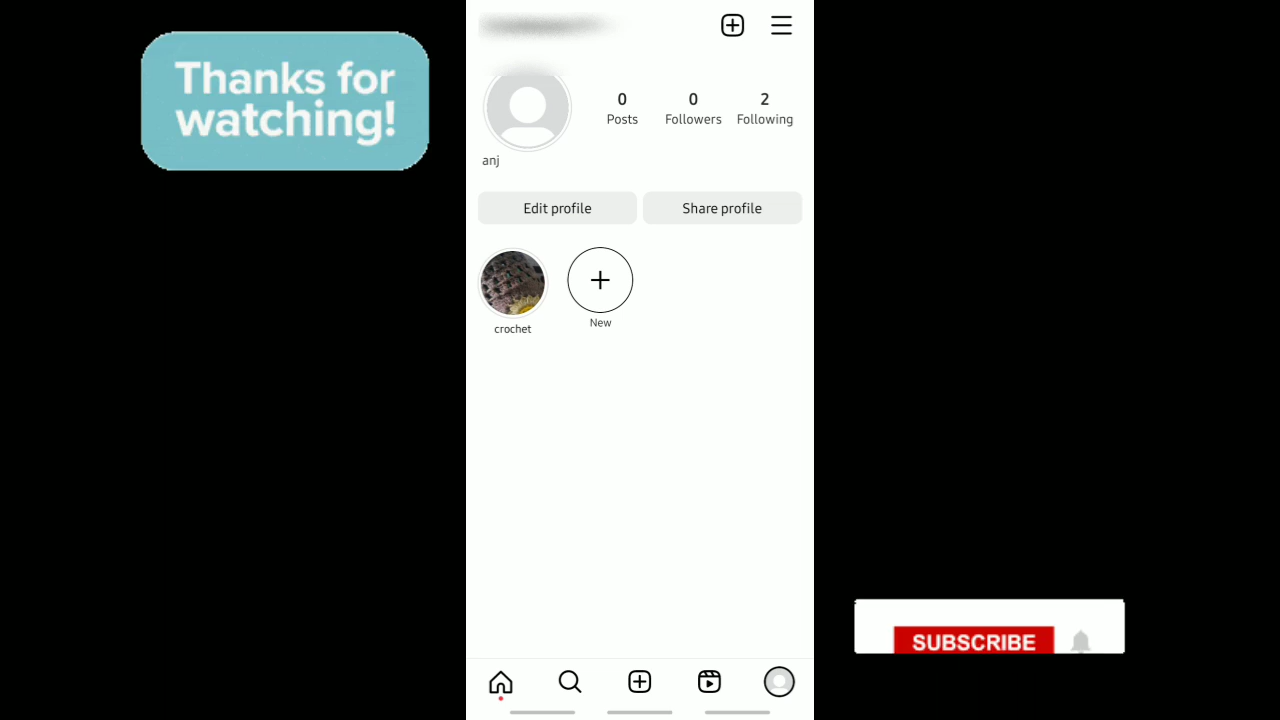 Thanks for
watching!
0 0 2
Posts Followers Following
anj
Edit profile Share profile
crochet New
SUBSCRIBE